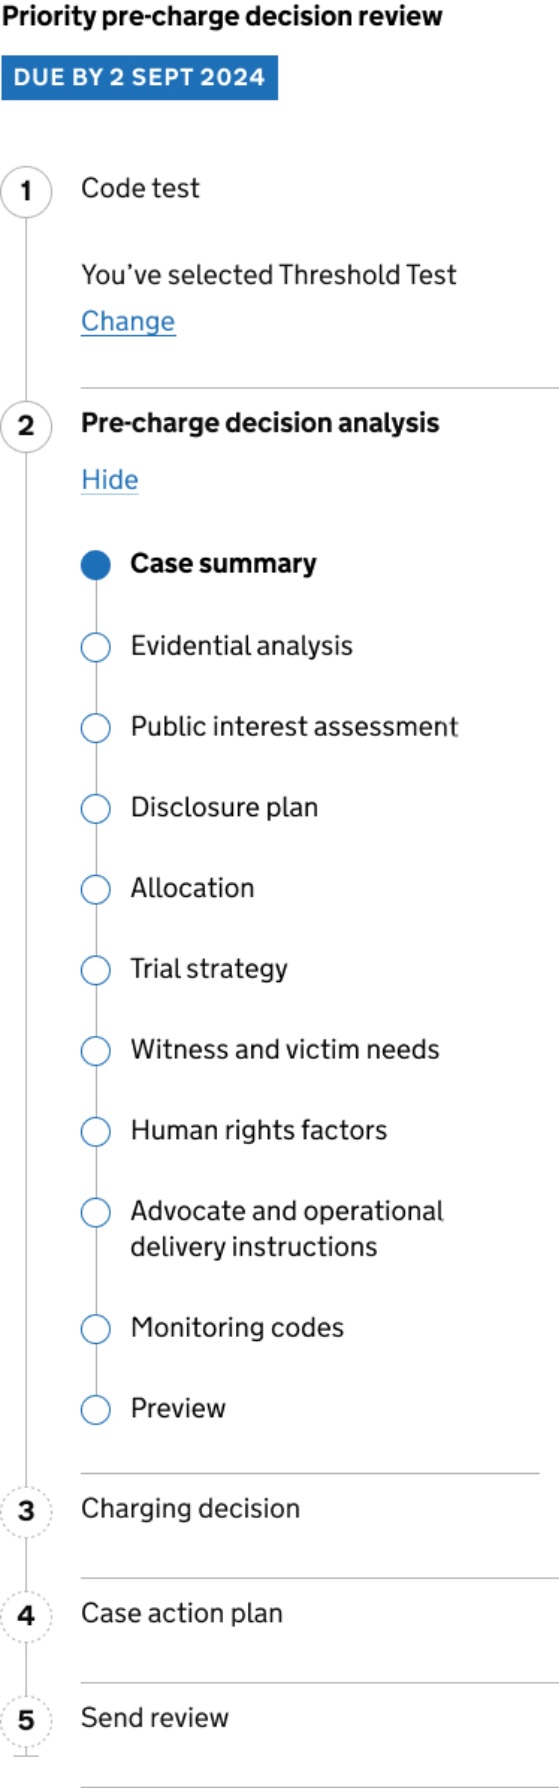 Priority pre-charge decision review
DUE BY 2 SEPT 2024
1
Code test
You’ve selected Threshold Test
Change
2
Pre-charge decision analysis
Hide
Case summary
Evidential analysis
Public interest assessment
Disclosure plan
Allocation
Trial strategy
Witness and victim needs
Human rights factors
Advocate and operational
delivery instructions
Monitoring codes
Preview
3
Charging decision
4
Case action plan
5
Send review